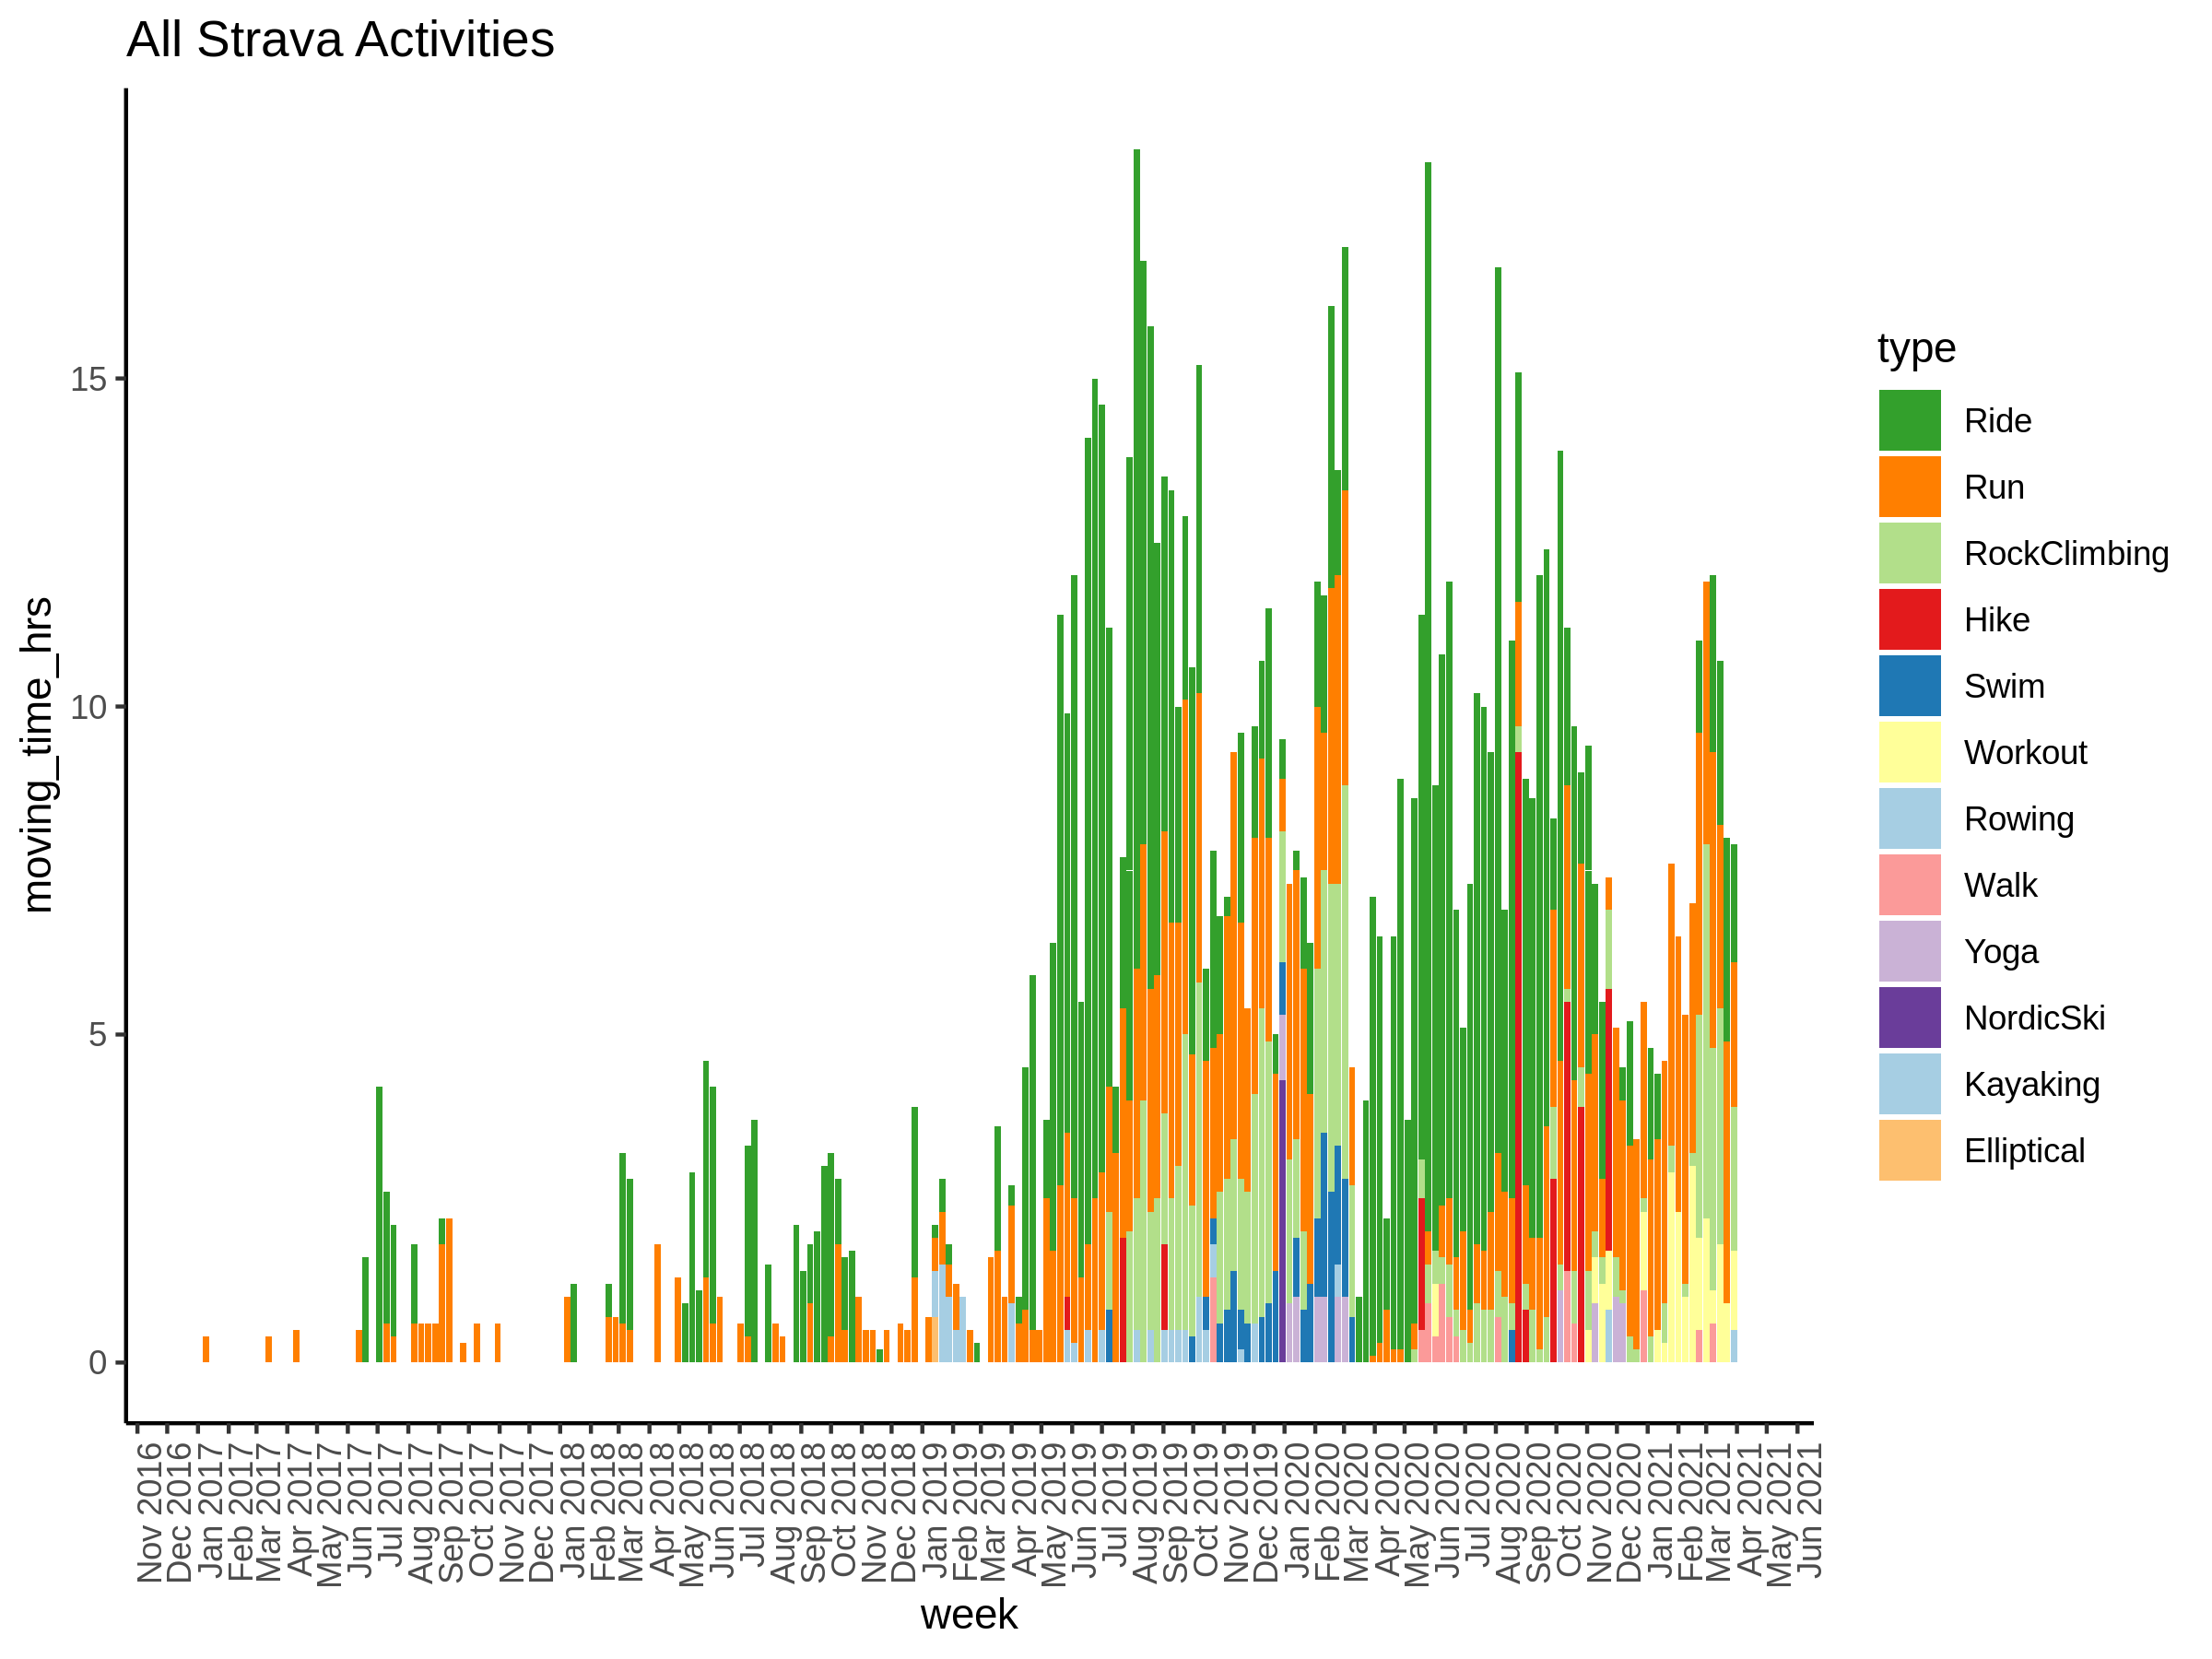 All Strava Activities
moving_time_hrs
15
10
5
0
Nov 2016
Dec 2016
Jan 2017
Feb 2017
Mar 2017
Apr 2017
May 2017
Jun 2017
Jul 2017
Aug 2017
Sep 2017
Oct 2017
Nov 2017
Dec 2017
Jan 2018
Feb 2018
Mar 2018
Apr 2018
May 2018
Jun 2018
Jul 2018
Aug 2018
Sep 2018
Oct 2018
Nov 2018
Dec 2018
Jan 2019
Feb 2019
Mar 2019
Apr 2019
May 2019
Jun 2019
Jul 2019
Aug 2019
Sep 2019
Oct 2019
Nov 2019
Dec 2019
Jan 2020
Feb 2020
Mar 2020
Apr 2020
May 2020
Jun 2020
Jul 2020
Aug 2020
Sep 2020
Oct 2020
Nov 2020
Dec 2020
Jan 2021
Feb 2021
Mar 2021
Apr 2021
May 2021
Jun 2021
week
type
Ride
Run
RockClimbing
Hike
Swim
Workout
Rowing
Walk
Yoga
NordicSki
Kayaking
Elliptical